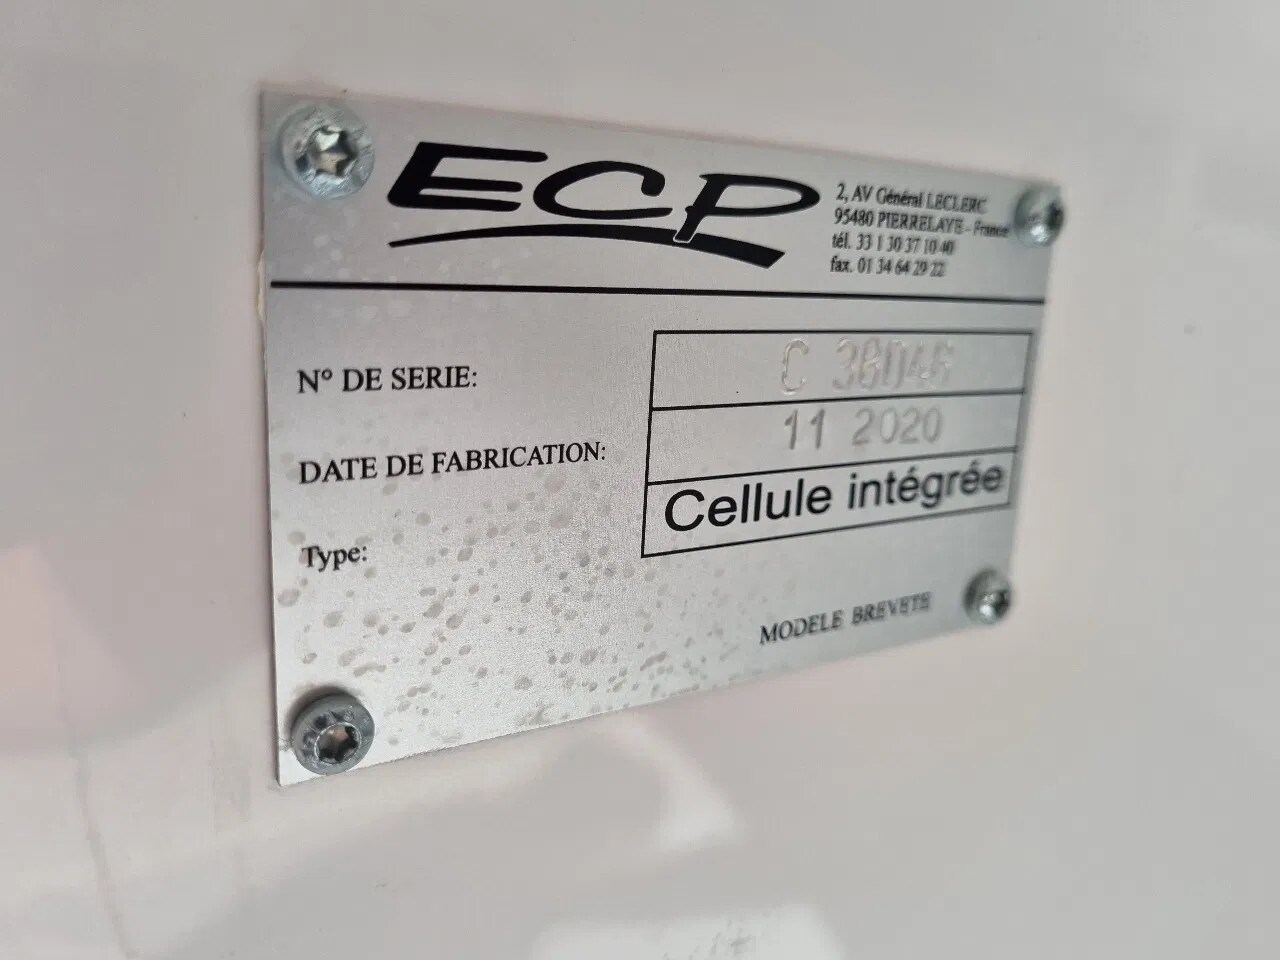 ECP
2, AV Général LECLERC
95480 PIERRELAYE - France
tél. 33 1 30 37 10 40
fax. 01 34 64 29 22
N° DE SERIE: C
DATE DE FABRICATION: 11 2020
Type: Cellule intégrée
MODELE BREVETE